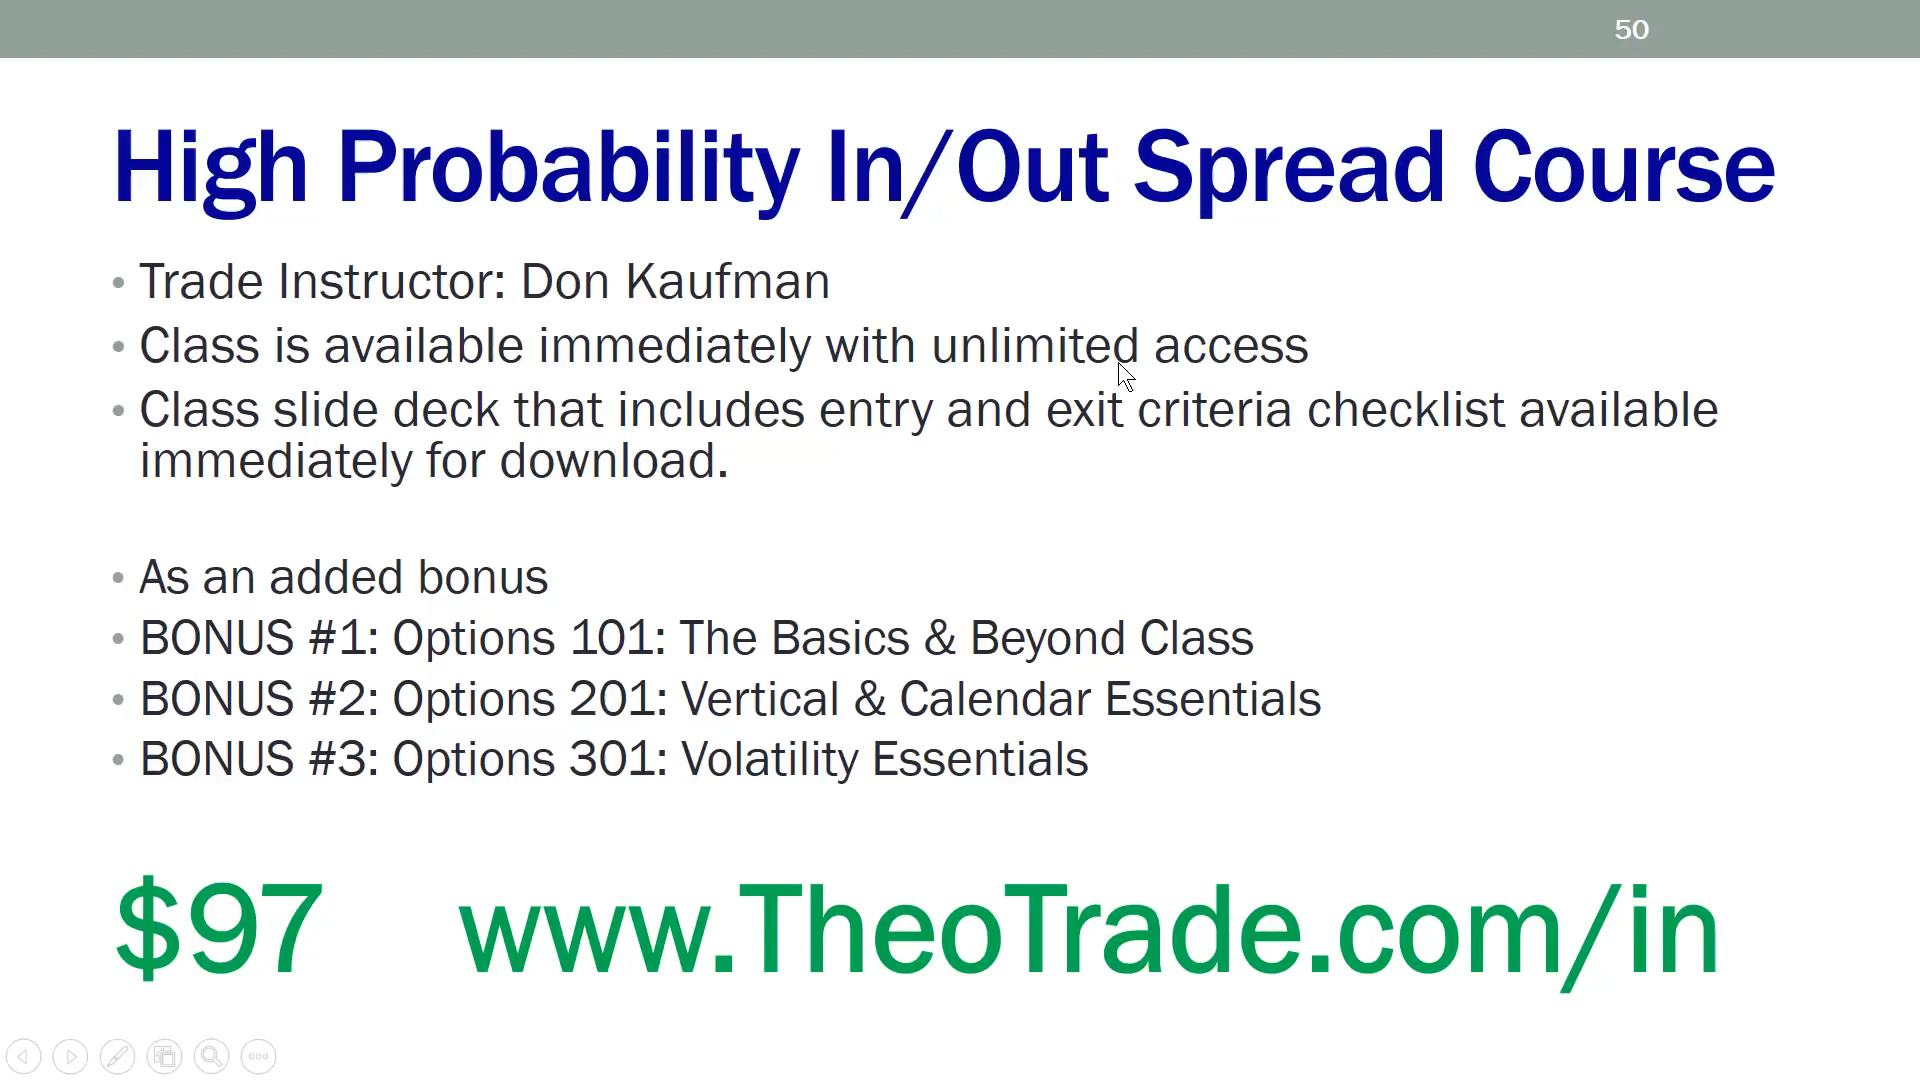 50
High Probability In/Out Spread Course
• Trade Instructor: Don Kaufman
• Class is available immediately with unlimited access
• Class slide deck that includes entry and exit criteria checklist available
immediately for download.
• As an added bonus
• BONUS #1: Options 101: The Basics & Beyond Class
• BONUS #2: Options 201: Vertical & Calendar Essentials
• BONUS #3: Options 301: Volatility Essentials
$97 www.TheoTrade.com/in